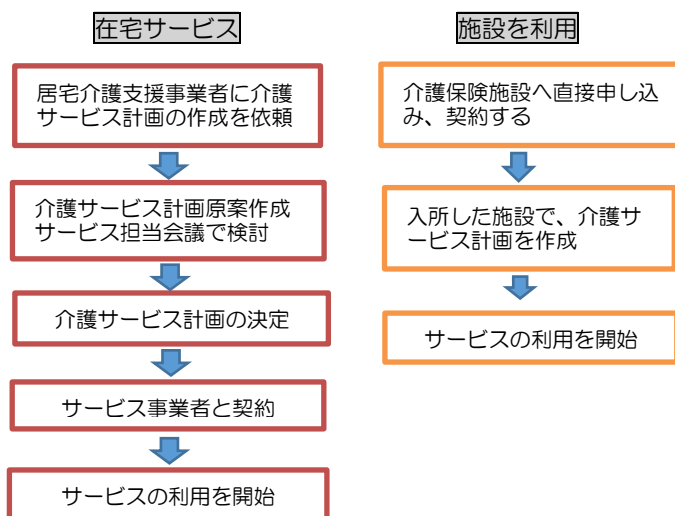 在宅サービス
居宅介護支援事業者に介護
サービス計画の作成を依頼
介護サービス計画原案作成
サービス担当会議で検討
介護サービス計画の決定
サービス事業者と契約
サービスの利用を開始
施設を利用
介護保険施設へ直接申し込
み、契約する
入所した施設で、介護サ
ービス計画を作成
サービスの利用を開始